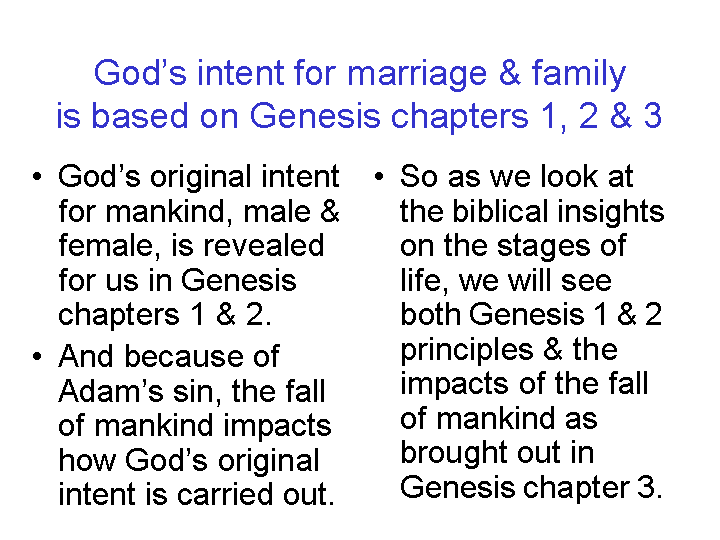 God’s intent for marriage & family
is based on Genesis chapters 1, 2 & 3
• God’s original intent
for mankind, male &
female, is revealed
for us in Genesis
chapters 1 & 2.
• And because of
Adam’s sin, the fall
of mankind impacts
how God’s original
intent is carried out.
• So as we look at
the biblical insights
on the stages of
life, we will see
both Genesis 1 & 2
principles & the
impacts of the fall
of mankind as
brought out in
Genesis chapter 3.